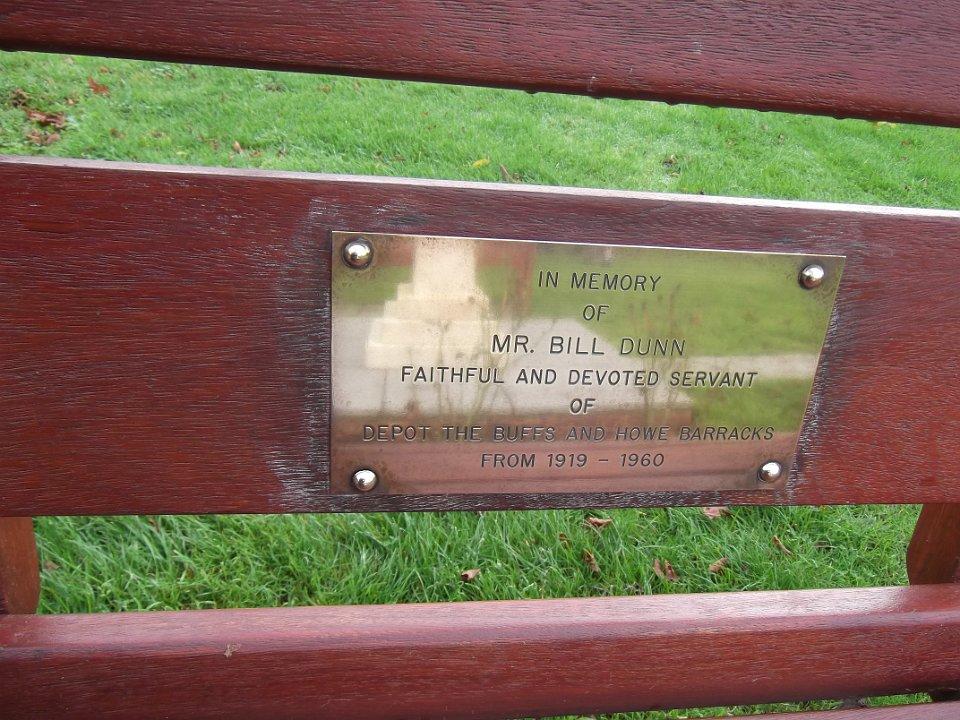 IN MEMORY
OF
MR. BILL DUNN
FAITHFUL AND DEVOTED SERVANT
OF
DEPOT THE BUFFS AND HOWE BARRACKS
FROM 1919 - 1960